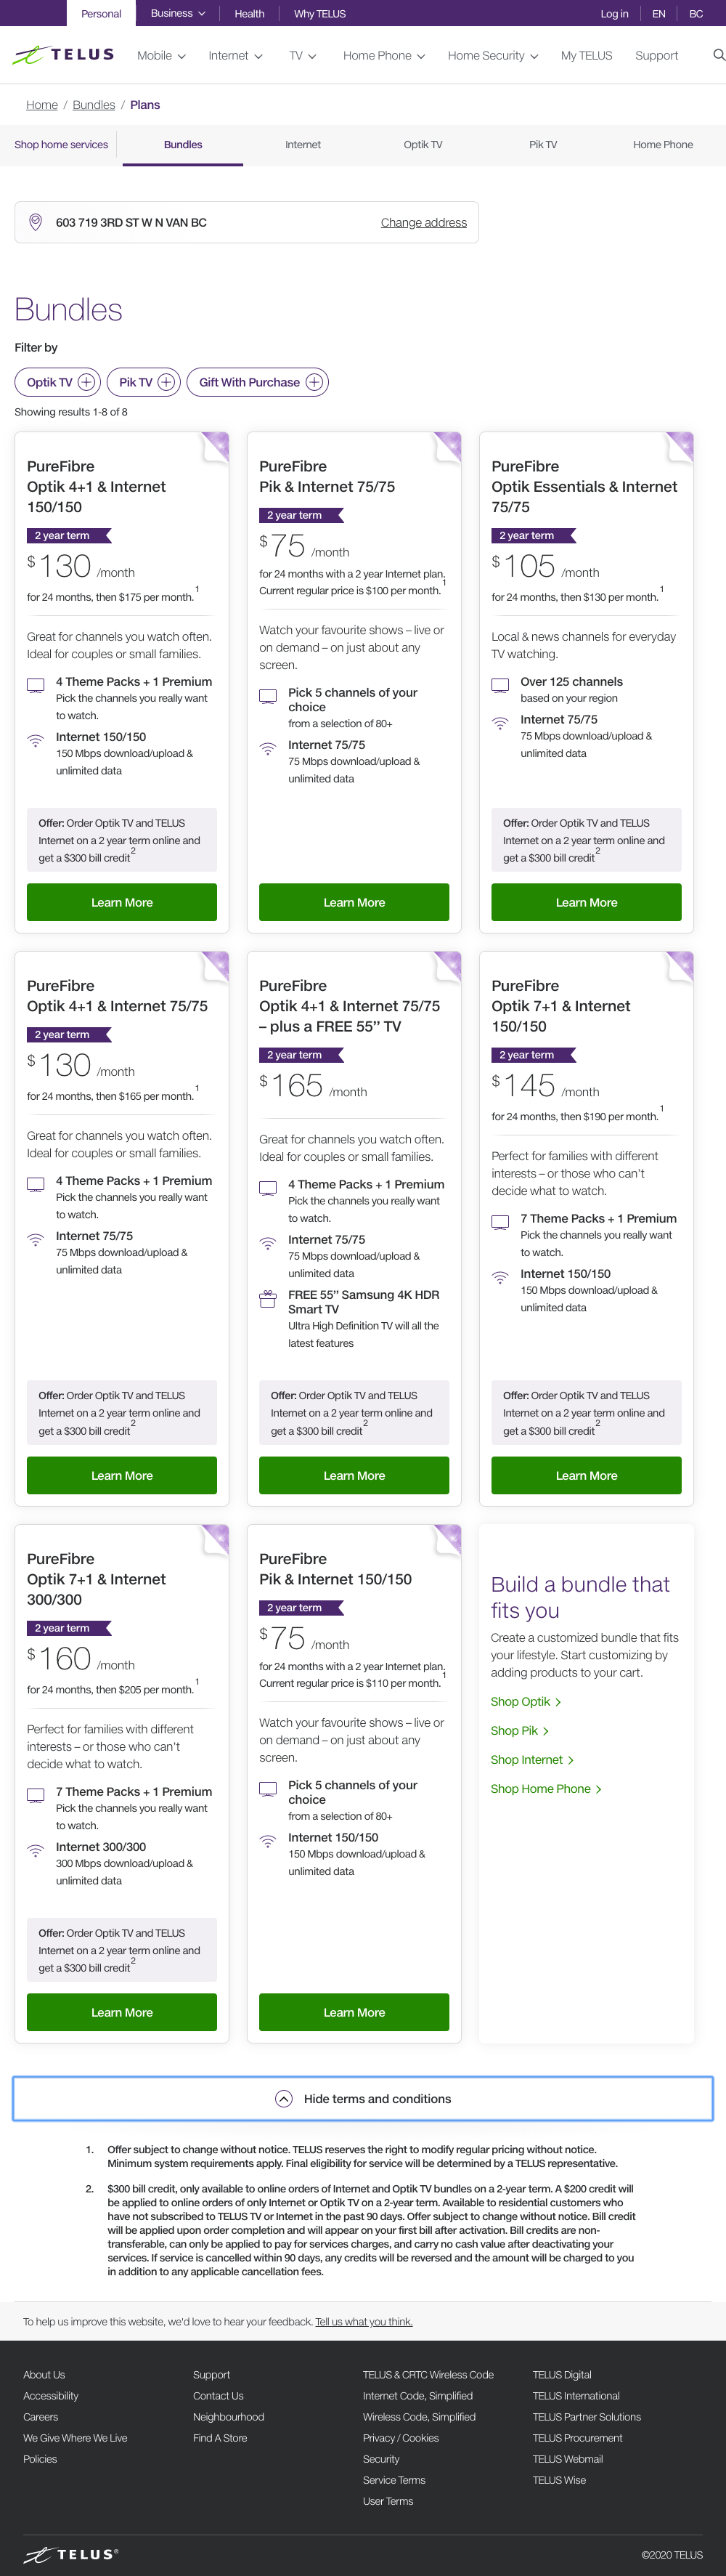 Personal
Business
Health
Why TELUS
Log in
EN
BC
TELUS
Mobile
Internet
TV
Home Phone
Home Security
My TELUS
Support
Home / Bundles / Plans
Shop home services
Bundles
Internet
Optik TV
Pik TV
Home Phone
603 719 3RD ST W N VAN BC
Change address
Bundles
Filter by
Optik TV
Pik TV
Gift With Purchase
Showing results 1-8 of 8
PureFibre
Optik 4+1 & Internet
150/150
2 year term
$130 /month
for 24 months, then $175 per month.1
Great for channels you watch often.
Ideal for couples or small families.
4 Theme Packs + 1 Premium
Pick the channels you really want
to watch.
Internet 150/150
150 Mbps download/upload &
unlimited data
Offer: Order Optik TV and TELUS
Internet on a 2 year term online and
get a $300 bill credit2
Learn More
PureFibre
Pik & Internet 75/75
2 year term
$75 /month
for 24 months with a 2 year Internet plan.
Current regular price is $100 per month.1
Watch your favourite shows – live or
on demand – on just about any
screen.
Pick 5 channels of your
choice
from a selection of 80+
Internet 75/75
75 Mbps download/upload &
unlimited data
Learn More
PureFibre
Optik Essentials & Internet
75/75
2 year term
$105 /month
for 24 months, then $130 per month.1
Local & news channels for everyday
TV watching.
Over 125 channels
based on your region
Internet 75/75
75 Mbps download/upload &
unlimited data
Offer: Order Optik TV and TELUS
Internet on a 2 year term online and
get a $300 bill credit2
Learn More
PureFibre
Optik 4+1 & Internet 75/75
2 year term
$130 /month
for 24 months, then $165 per month.1
Great for channels you watch often.
Ideal for couples or small families.
4 Theme Packs + 1 Premium
Pick the channels you really want
to watch.
Internet 75/75
75 Mbps download/upload &
unlimited data
Offer: Order Optik TV and TELUS
Internet on a 2 year term online and
get a $300 bill credit2
Learn More
PureFibre
Optik 4+1 & Internet 75/75
– plus a FREE 55” TV
2 year term
$165 /month
Great for channels you watch often.
Ideal for couples or small families.
4 Theme Packs + 1 Premium
Pick the channels you really want
to watch.
Internet 75/75
75 Mbps download/upload &
unlimited data
FREE 55” Samsung 4K HDR
Smart TV
Ultra High Definition TV will all the
latest features
Offer: Order Optik TV and TELUS
Internet on a 2 year term online and
get a $300 bill credit2
Learn More
PureFibre
Optik 7+1 & Internet
150/150
2 year term
$145 /month
for 24 months, then $190 per month.1
Perfect for families with different
interests – or those who can't
decide what to watch.
7 Theme Packs + 1 Premium
Pick the channels you really want
to watch.
Internet 150/150
150 Mbps download/upload &
unlimited data
Offer: Order Optik TV and TELUS
Internet on a 2 year term online and
get a $300 bill credit2
Learn More
PureFibre
Optik 7+1 & Internet
300/300
2 year term
$160 /month
for 24 months, then $205 per month.1
Perfect for families with different
interests – or those who can't
decide what to watch.
7 Theme Packs + 1 Premium
Pick the channels you really want
to watch.
Internet 300/300
300 Mbps download/upload &
unlimited data
Offer: Order Optik TV and TELUS
Internet on a 2 year term online and
get a $300 bill credit2
Learn More
PureFibre
Pik & Internet 150/150
2 year term
$75 /month
for 24 months with a 2 year Internet plan.
Current regular price is $110 per month.1
Watch your favourite shows – live or
on demand – on just about any
screen.
Pick 5 channels of your
choice
from a selection of 80+
Internet 150/150
150 Mbps download/upload &
unlimited data
Learn More
Build a bundle that
fits you
Create a customized bundle that fits
your lifestyle. Start customizing by
adding products to your cart.
Shop Optik
Shop Pik
Shop Internet
Shop Home Phone
Hide terms and conditions
1. Offer subject to change without notice. TELUS reserves the right to modify regular pricing without notice.
Minimum system requirements apply. Final eligibility for service will be determined by a TELUS representative.
2. $300 bill credit, only available to online orders of Internet and Optik TV bundles on a 2-year term. A $200 credit will
be applied to online orders of only Internet or Optik TV on a 2-year term. Available to residential customers who
have not subscribed to TELUS TV or Internet in the past 90 days. Offer subject to change without notice. Bill credit
will be applied upon order completion and will appear on your first bill after activation. Bill credits are non-
transferable, can only be applied to pay for services charges, and carry no cash value after deactivating your
services. If service is cancelled within 90 days, any credits will be reversed and the amount will be charged to you
in addition to any applicable cancellation fees.
To help us improve this website, we'd love to hear your feedback. Tell us what you think.
About Us
Accessibility
Careers
We Give Where We Live
Policies
Support
Contact Us
Neighbourhood
Find A Store
TELUS & CRTC Wireless Code
Internet Code, Simplified
Wireless Code, Simplified
Privacy / Cookies
Security
Service Terms
User Terms
TELUS Digital
TELUS International
TELUS Partner Solutions
TELUS Procurement
TELUS Webmail
TELUS Wise
TELUS®
©2020 TELUS